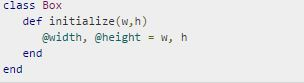 class Box
   def initialize(w,h)
      @width, @height = w, h
   end
end